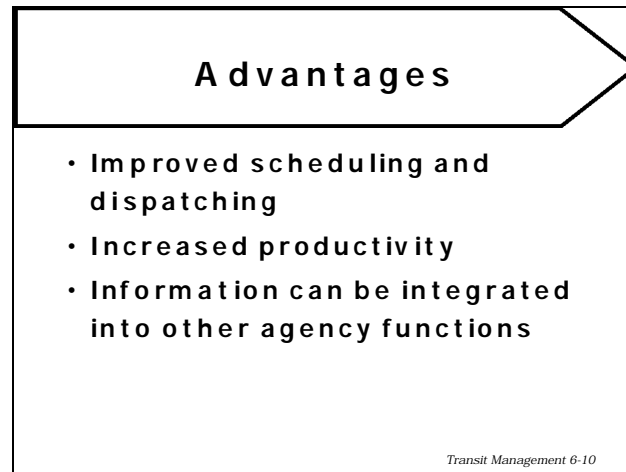 Advantages
• Improved scheduling and
dispatching
• Increased productivity
• Information can be integrated
into other agency functions
Transit Management 6-10